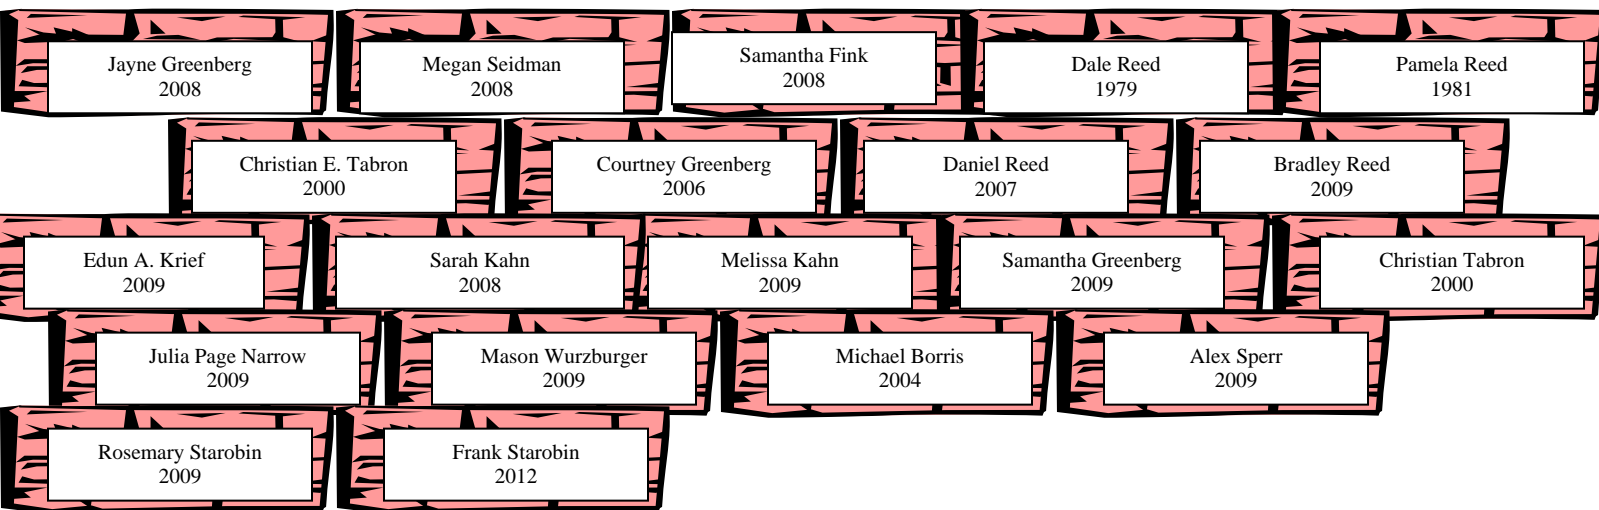 Jayne Greenberg
2008
Megan Seidman
2008
Samantha Fink
2008
Dale Reed
1979
Pamela Reed
1981
Christian E. Tabron
2000
Courtney Greenberg
2006
Daniel Reed
2007
Bradley Reed
2009
Edun A. Krief
2009
Sarah Kahn
2008
Melissa Kahn
2009
Samantha Greenberg
2009
Christian Tabron
2000
Julia Page Narrow
2009
Mason Wurzburger
2009
Michael Borris
2004
Alex Sperr
2009
Rosemary Starobin
2009
Frank Starobin
2012